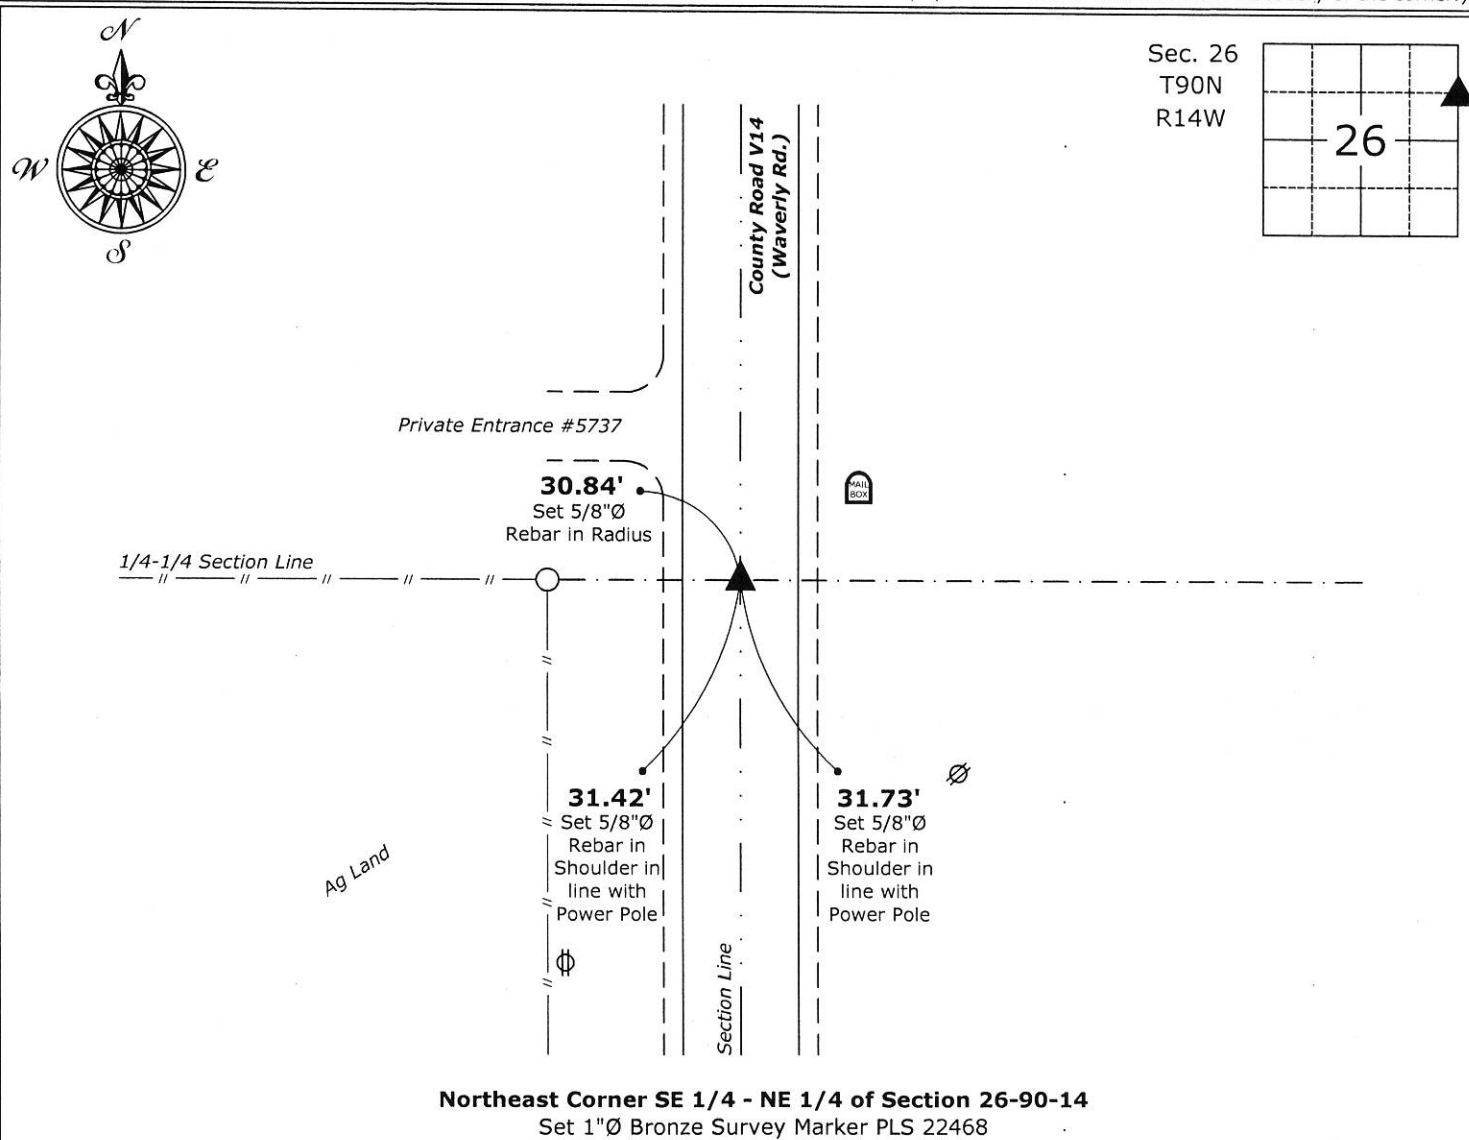 N
W
E
S
Sec. 26
T90N
R14W
26
County Road V14
(Waverly Rd.)
Private Entrance #5737
MAIL
BOX
30.84'
Set 5/8"Ø
Rebar in Radius
1/4-1/4 Section Line
31.42'
Set 5/8"Ø
Rebar in
Shoulder in
line with
Power Pole
31.73'
Set 5/8"Ø
Rebar in
Shoulder in
line with
Power Pole
Ag Land
Section Line
Northeast Corner SE 1/4 - NE 1/4 of Section 26-90-14
Set 1"Ø Bronze Survey Marker PLS 22468